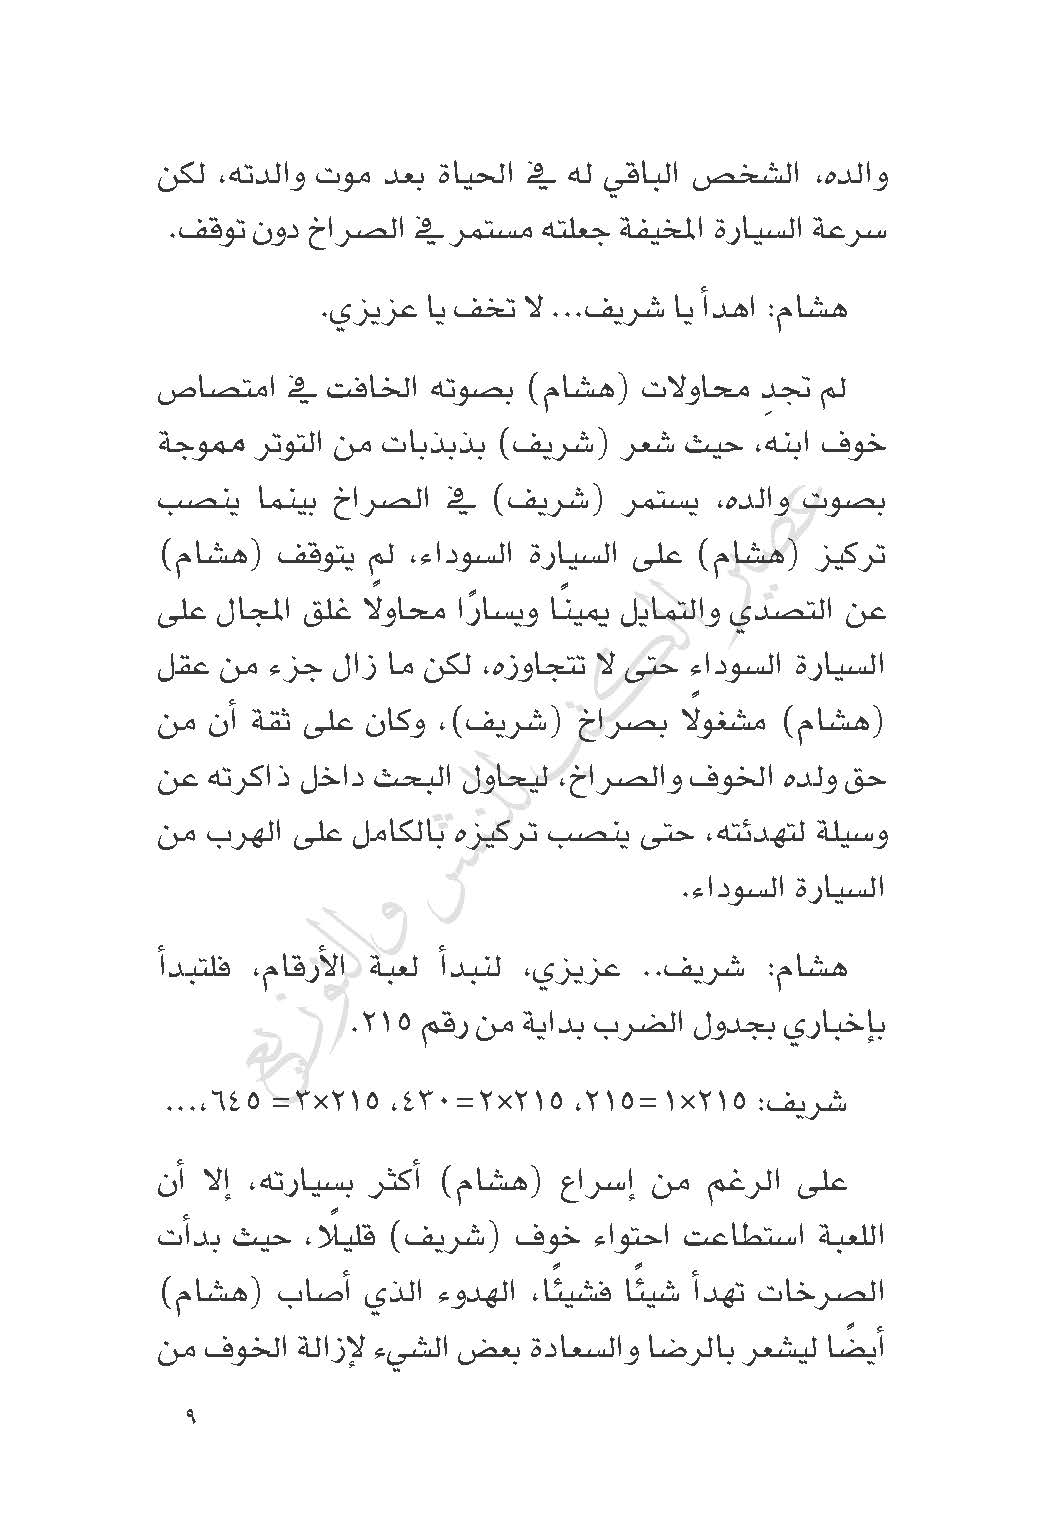 والده، الشخص الباقي له في الحياة بعد موت والدته، لكن
سرعة السيارة المخيفة جعلته مستمر في الصراخ دون توقف.
هشام: اهدأ يا شريف... لا تخف يا عزيزي.
لم تجِد محاولات (هشام) بصوته الخافت في امتصاص
خوف ابنه، حيث شعر (شريف) بذبذبات من التوتر مموجة
بصوت والده، يستمر (شريف) في الصراخ بينما ينصب
تركيز (هشام) على السيارة السوداء، لم يتوقف (هشام)
عن التصدي والتمايل يمينًا ويسارًا محاولًا غلق المجال على
السيارة السوداء حتى لا تتجاوزه، لكن ما زال جزء من عقل
(هشام) مشغولًا بصراخ (شريف)، وكان على ثقة أن من
حق ولده الخوف والصراخ، ليحاول البحث داخل ذاكرته عن
وسيلة لتهدئته، حتى ينصب تركيزه بالكامل على الهرب من
السيارة السوداء.
هشام: شريف.. عزيزي، لنبدأ لعبة الأرقام، فلتبدأ
بإخباري بجدول الضرب بداية من رقم ٢١٥.
شريف: ٢١٥×١=٢١٥، ٢١٥×٢=٤٣٠، ٢١٥×٣= ٦٤٥،...
على الرغم من إسراع (هشام) أكثر بسيارته، إلا أن
اللعبة استطاعت احتواء خوف (شريف) قليلًا، حيث بدأت
الصرخات تهدأ شيئًا فشيئًا، الهدوء الذي أصاب (هشام)
أيضًا ليشعر بالرضا والسعادة بعض الشيء لإزالة الخوف من
٩
عصير الكتب للنشر والتوزيع